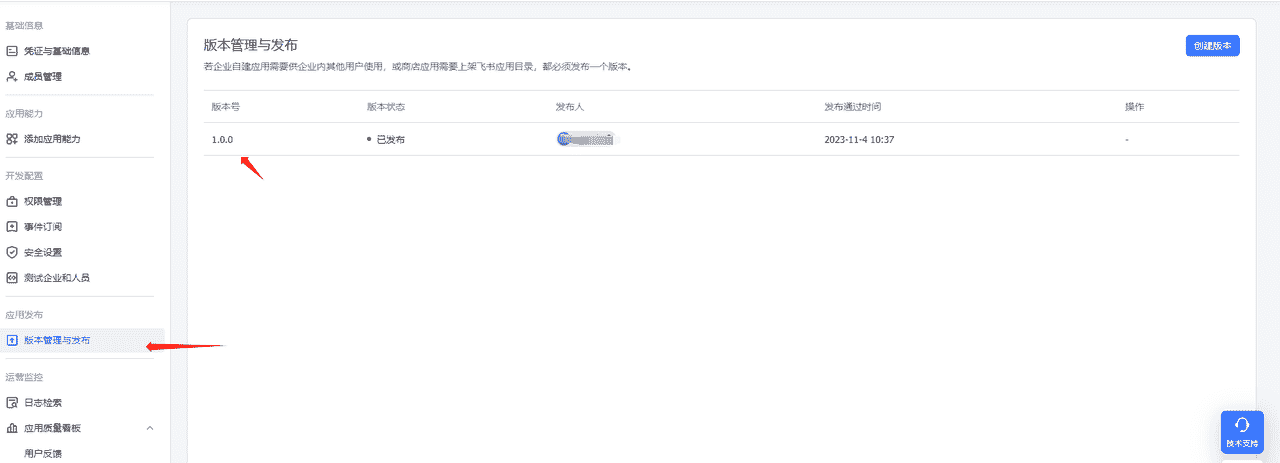 基础信息
凭证与基础信息
成员管理
应用能力
添加应用能力
开发配置
权限管理
事件订阅
安全设置
测试企业和人员
应用发布
版本管理与发布
运营监控
日志检索
应用质量看板
用户反馈
版本管理与发布
创建版本
若企业自建应用需要供企业内其他用户使用，或商店应用需要上架飞书应用目录，都必须发布一个版本。
版本号 版本状态 发布人 发布通过时间 操作
1.0.0 已发布 2023-11-4 10:37 -
技术支持